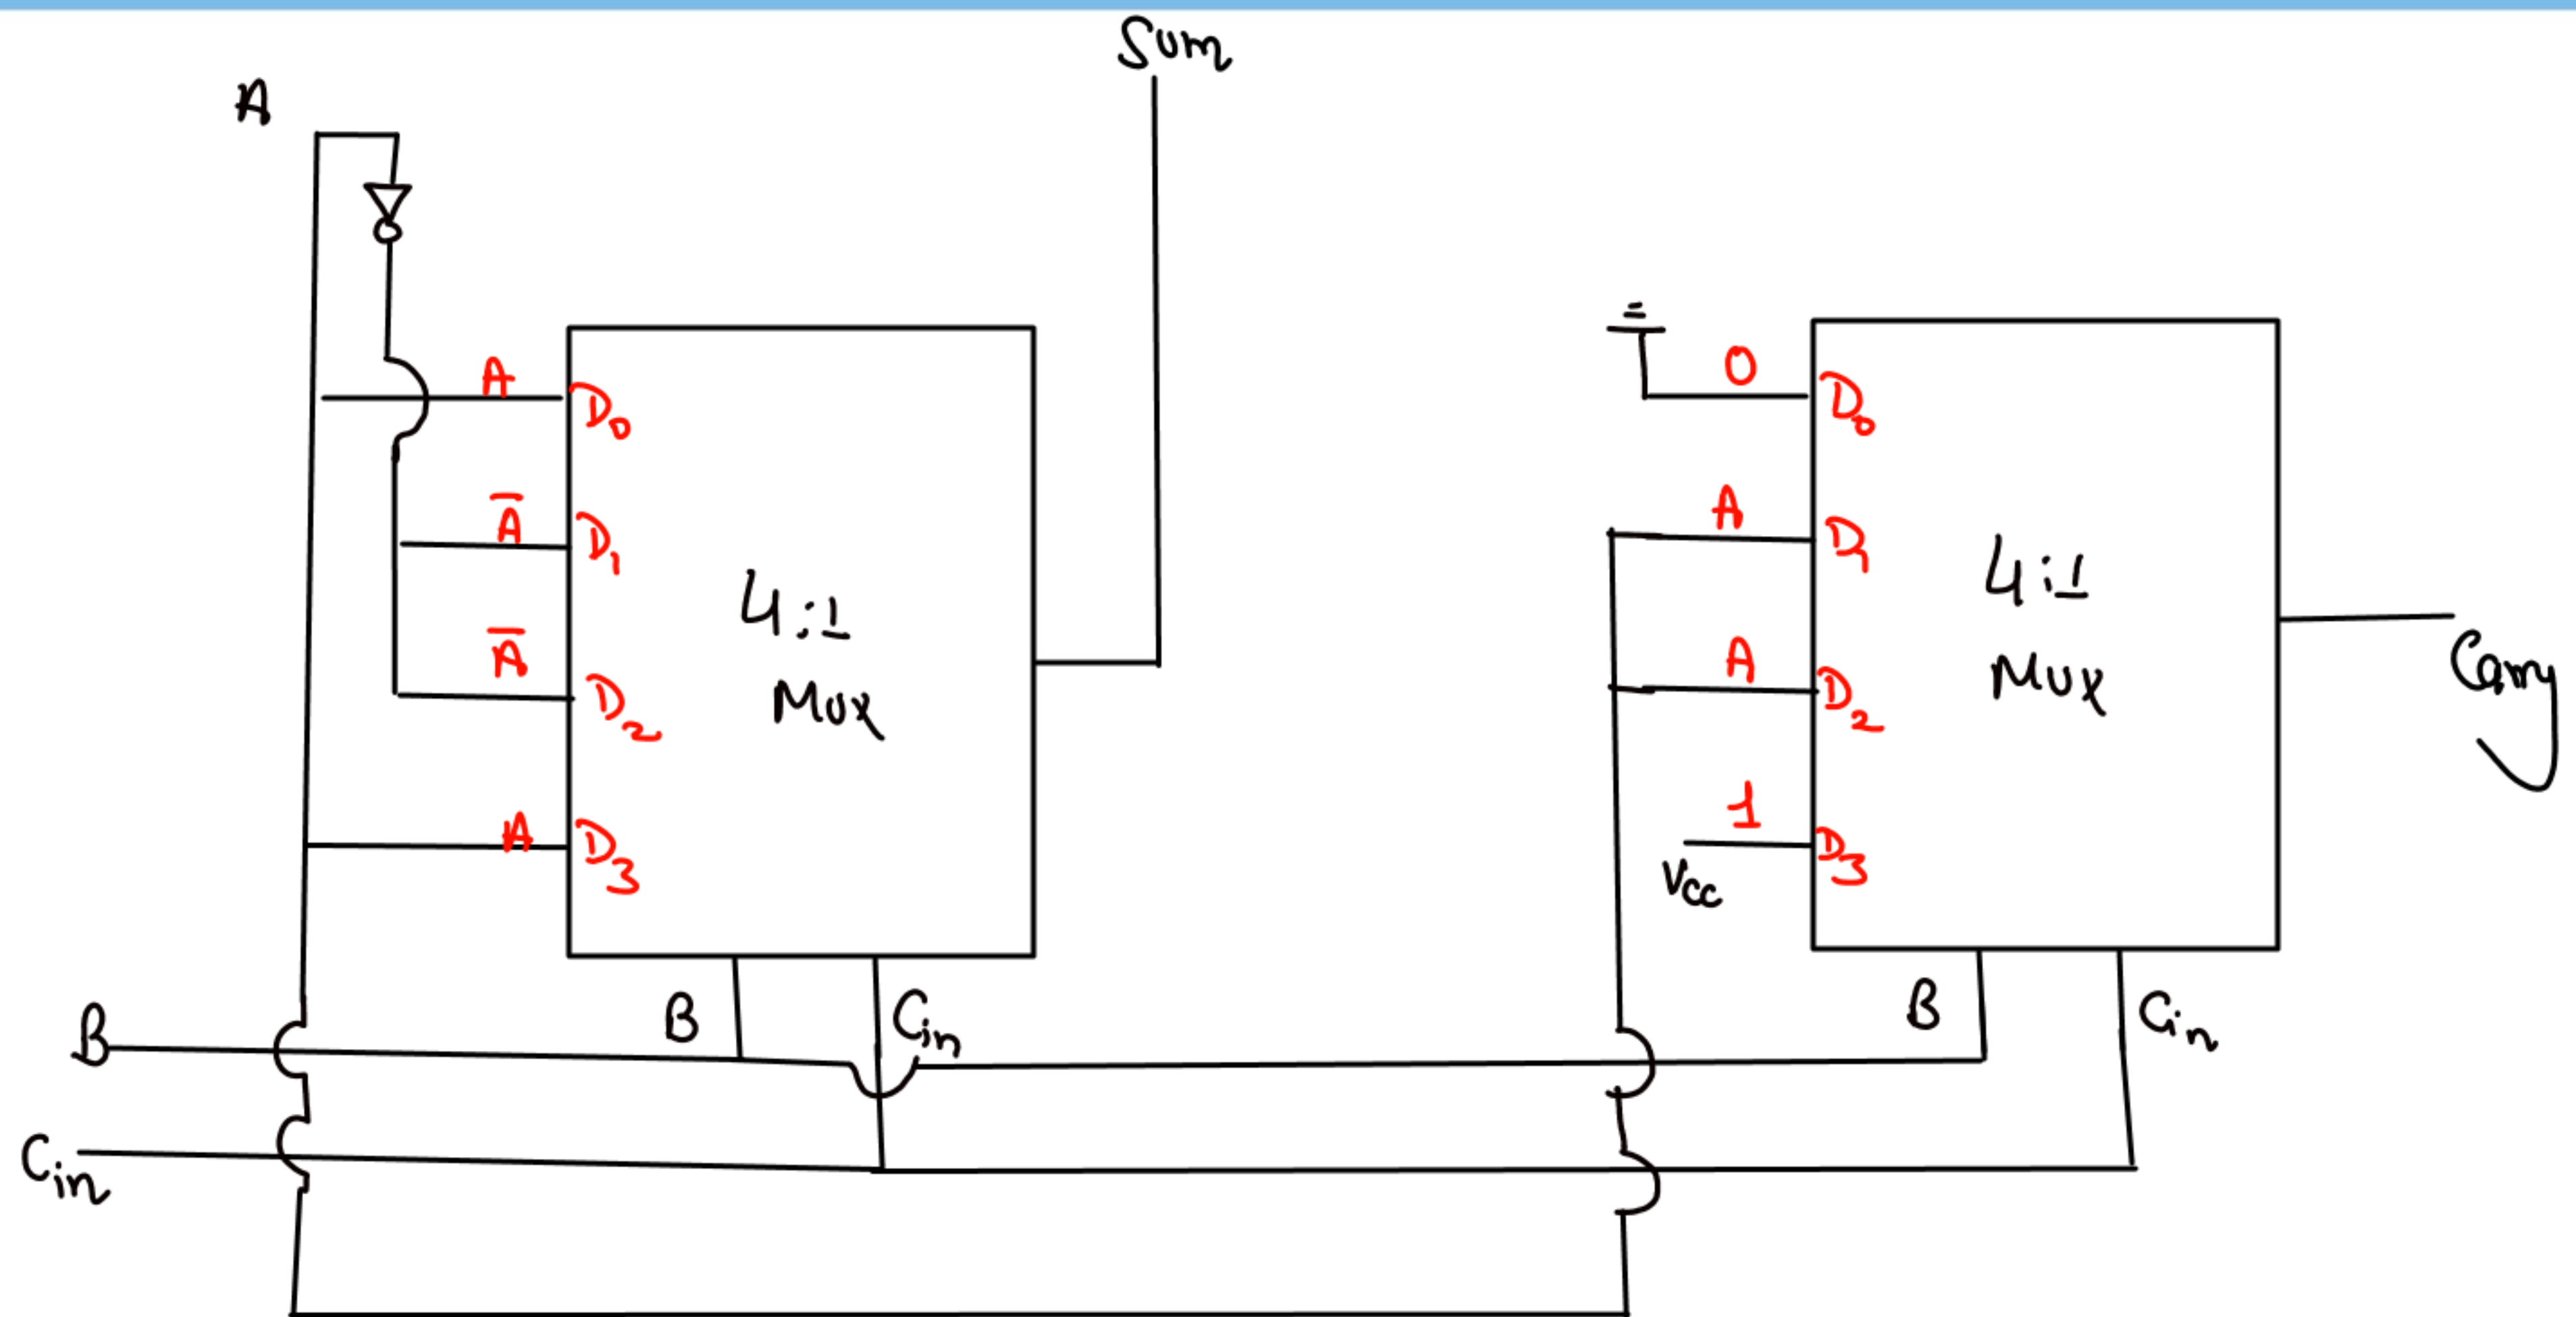 Sum
A
A
D0
A̅
D1
A̅
D2
A
D3
4:1
Mux
B
Cin
B
Cin
0
D0
A
D1
A
D2
1
D3
Vcc
4:1
Mux
Carry
B
Cin